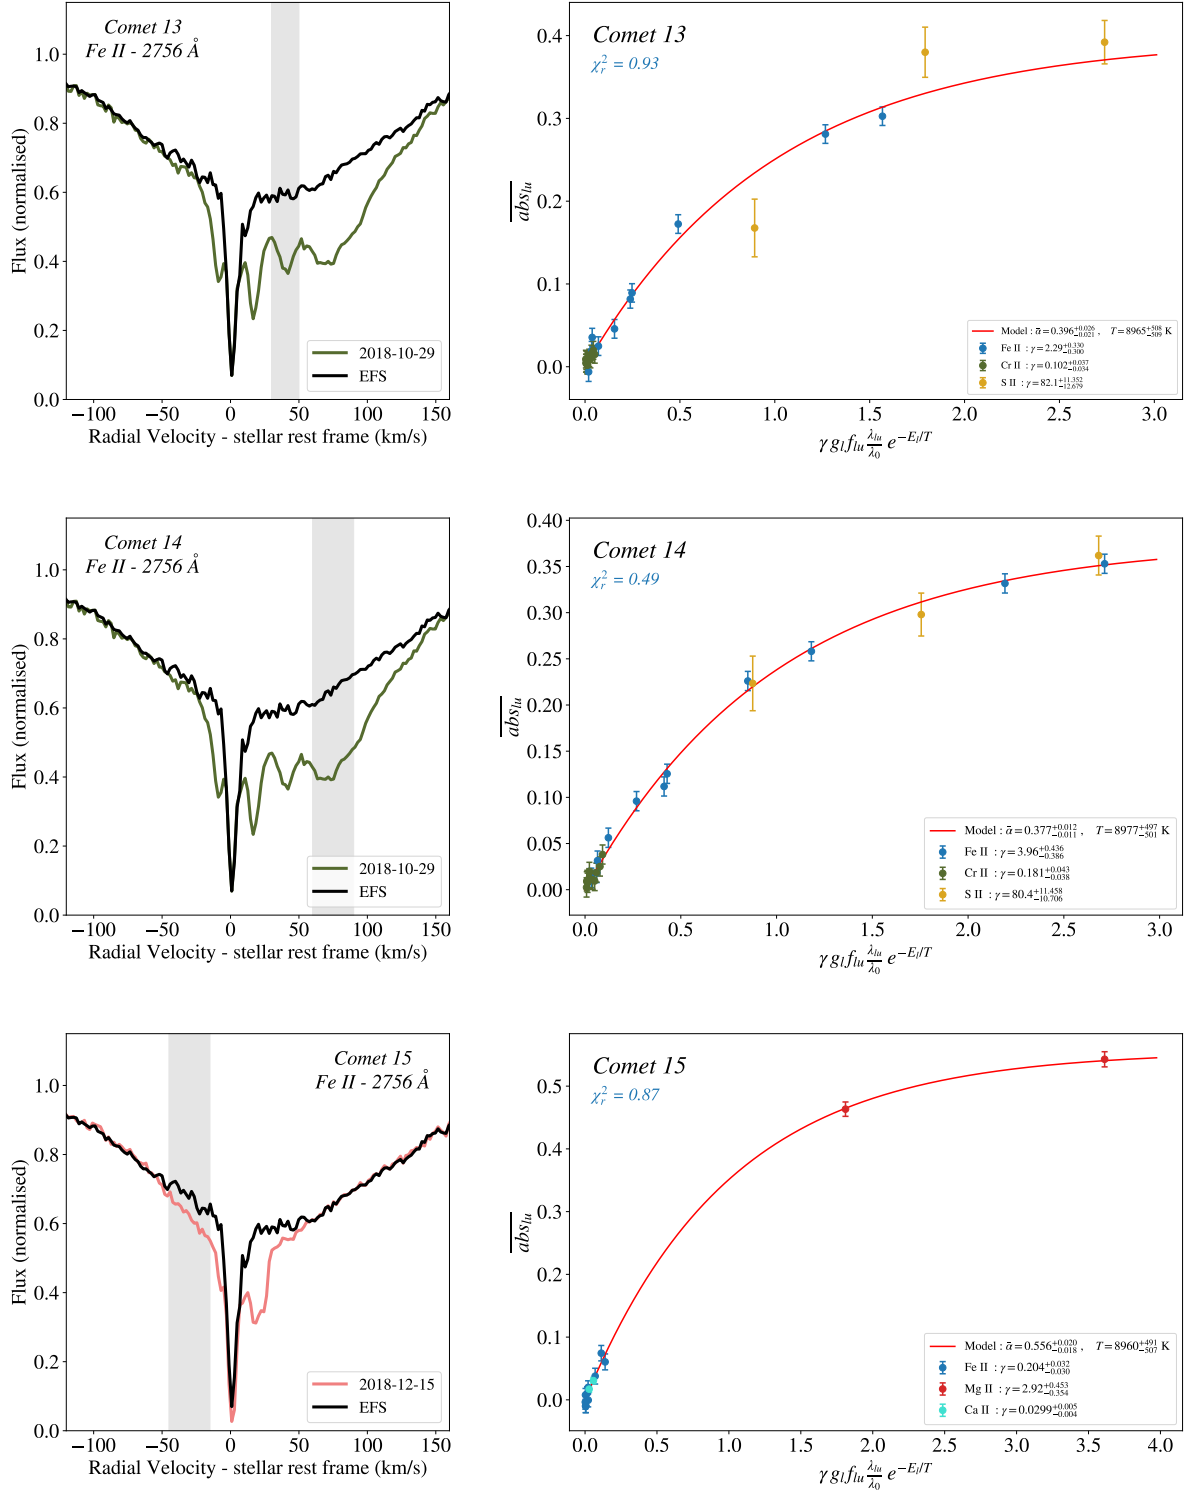 Comet 13
Fe II - 2756 Å
1.0
0.8
0.6
0.4
0.2
0.0
Flux (normalised)
2018-10-29
EFS
−100 −50 0 50 100 150
Radial Velocity - stellar rest frame (km/s)
Comet 13
χ²ᵣ = 0.93
0.4
0.3
0.2
0.1
0.0
abs_lu
Model : ᾱ = 0.396 +0.026 −0.021 , T = 8965 +508 −509 K
Fe II : γ = 2.29 +0.330 −0.300
Cr II : γ = 0.102 +0.037 −0.034
S II : γ = 82.1 +11.352 −12.679
0.0 0.5 1.0 1.5 2.0 2.5 3.0
γ g_l f_lu λ_lu/λ_0 e^(−E_l/T)
Comet 14
Fe II - 2756 Å
1.0
0.8
0.6
0.4
0.2
0.0
Flux (normalised)
2018-10-29
EFS
−100 −50 0 50 100 150
Radial Velocity - stellar rest frame (km/s)
Comet 14
χ²ᵣ = 0.49
0.40
0.35
0.30
0.25
0.20
0.15
0.10
0.05
0.00
abs_lu
Model : ᾱ = 0.377 +0.012 −0.011 , T = 8977 +497 −501 K
Fe II : γ = 3.96 +0.436 −0.386
Cr II : γ = 0.181 +0.043 −0.038
S II : γ = 80.4 +11.458 −10.706
0.0 0.5 1.0 1.5 2.0 2.5 3.0
γ g_l f_lu λ_lu/λ_0 e^(−E_l/T)
Comet 15
Fe II - 2756 Å
1.0
0.8
0.6
0.4
0.2
0.0
Flux (normalised)
2018-12-15
EFS
−100 −50 0 50 100 150
Radial Velocity - stellar rest frame (km/s)
Comet 15
χ²ᵣ = 0.87
0.5
0.4
0.3
0.2
0.1
0.0
abs_lu
Model : ᾱ = 0.556 +0.020 −0.018 , T = 8960 +491 −507 K
Fe II : γ = 0.204 +0.032 −0.030
Mg II : γ = 2.92 +0.453 −0.354
Ca II : γ = 0.0299 +0.005 −0.004
0.0 0.5 1.0 1.5 2.0 2.5 3.0 3.5 4.0
γ g_l f_lu λ_lu/λ_0 e^(−E_l/T)